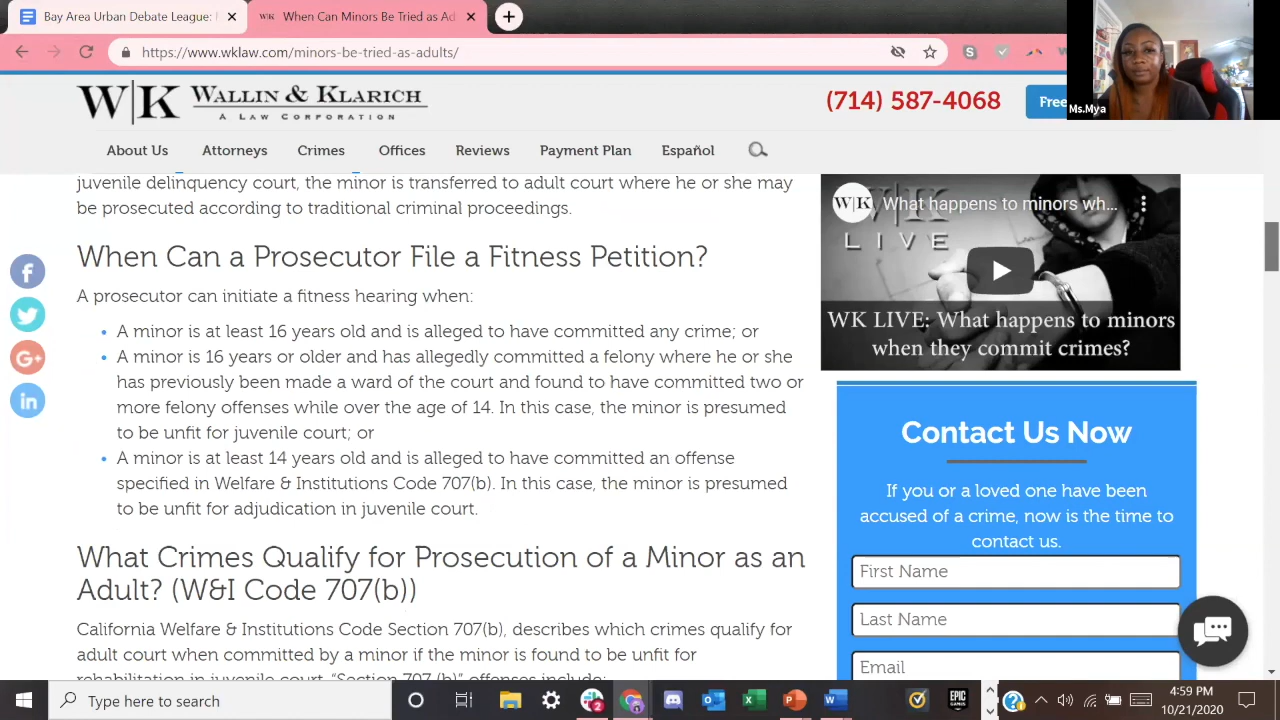 Bay Area Urban Debate League: M
When Can Minors Be Tried as Ad
https://www.wklaw.com/minors-be-tried-as-adults/
Ms.Mya
W|K WALLIN & KLARICH
A LAW CORPORATION
(714) 587-4068
Free
About Us Attorneys Crimes Offices Reviews Payment Plan Español
juvenile delinquency court, the minor is transferred to adult court where he or she may
be prosecuted according to traditional criminal proceedings.
When Can a Prosecutor File a Fitness Petition?
A prosecutor can initiate a fitness hearing when:
• A minor is at least 16 years old and is alleged to have committed any crime; or
• A minor is 16 years or older and has allegedly committed a felony where he or she
has previously been made a ward of the court and found to have committed two or
more felony offenses while over the age of 14. In this case, the minor is presumed
to be unfit for juvenile court; or
• A minor is at least 14 years old and is alleged to have committed an offense
specified in Welfare & Institutions Code 707(b). In this case, the minor is presumed
to be unfit for adjudication in juvenile court.
What Crimes Qualify for Prosecution of a Minor as an
Adult? (W&I Code 707(b))
California Welfare & Institutions Code Section 707(b), describes which crimes qualify for
adult court when committed by a minor if the minor is found to be unfit for
rehabilitation in juvenile court. "Section 707 (b)" offenses include:
W|K What happens to minors wh...
LIVE
WK LIVE: What happens to minors
when they commit crimes?
Contact Us Now
If you or a loved one have been
accused of a crime, now is the time to
contact us.
First Name
Last Name
Email
Type here to search
EPIC
GAMES
4:59 PM
10/21/2020